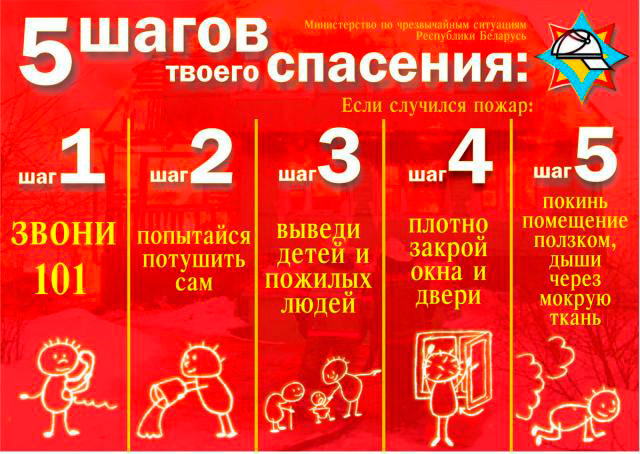 5 шагов
твоего спасения:
Министерство по чрезвычайным ситуациям
Республики Беларусь
Если случился пожар:
шаг 1
ЗВОНИ
101
шаг 2
попытайся
потушить
сам
шаг 3
выведи
детей и
пожилых
людей
шаг 4
плотно
закрой
окна и
двери
шаг 5
покинь
помещение
ползком,
дыши
через
мокрую
ткань